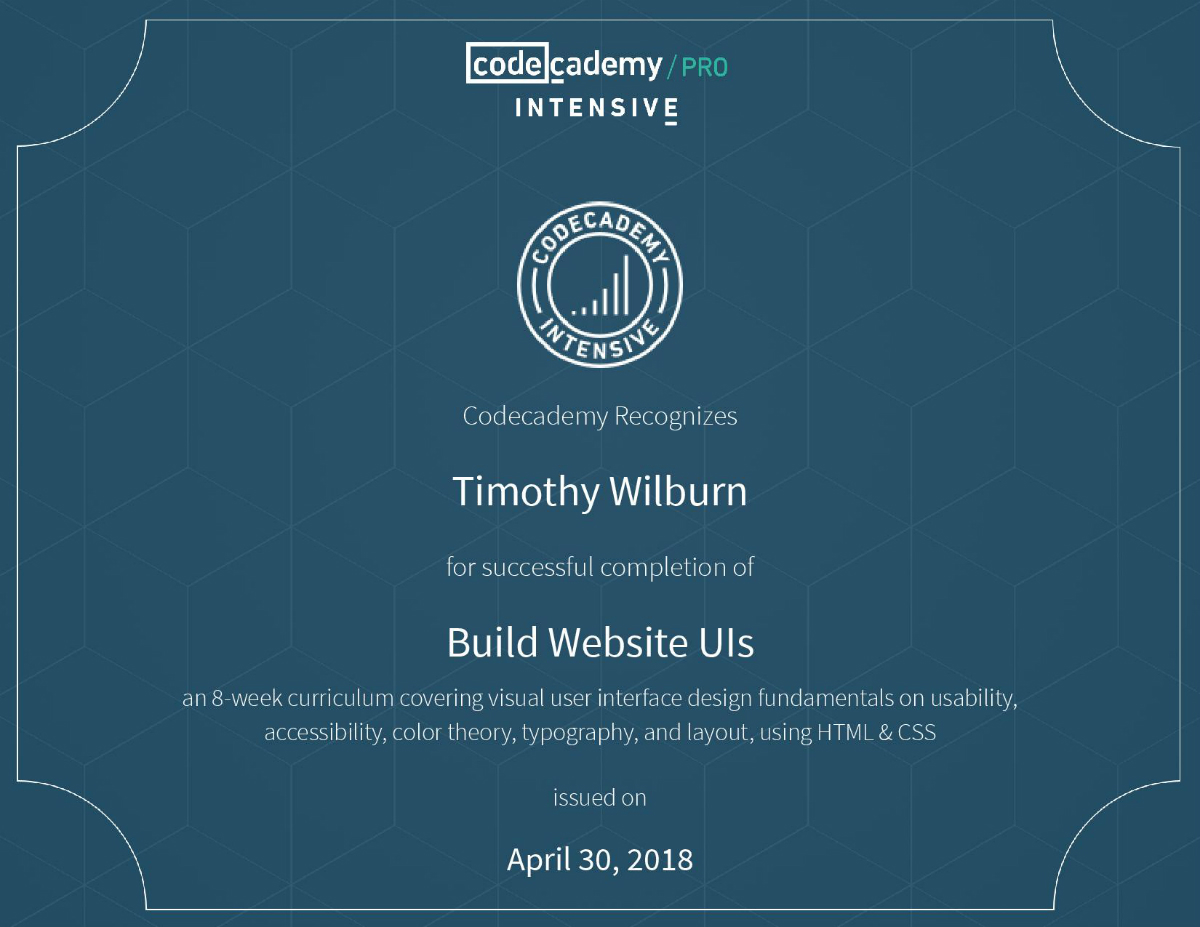 codecademy / PRO
INTENSIVE
CODECADEMY
INTENSIVE
Codecademy Recognizes
Timothy Wilburn
for successful completion of
Build Website UIs
an 8-week curriculum covering visual user interface design fundamentals on usability,
accessibility, color theory, typography, and layout, using HTML & CSS
issued on
April 30, 2018